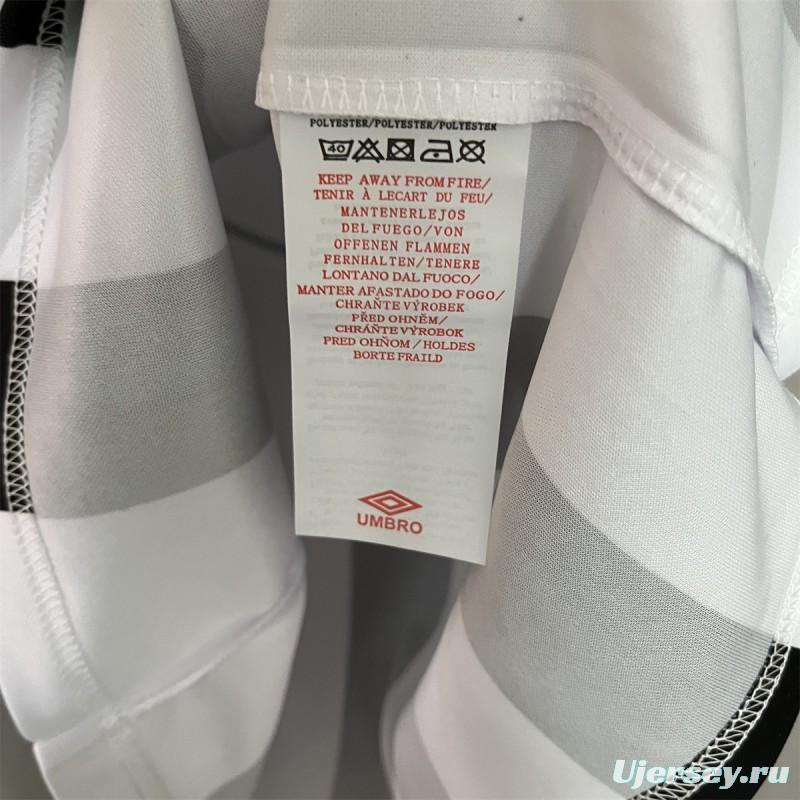 POLYESTER/POLYESTER/POLYESTER
40
KEEP AWAY FROM FIRE/
TENIR À LECART DU FEU/
MANTENERLEJOS
DEL FUEGO/VON
OFFENEN FLAMMEN
FERNHALTEN/TENERE
LONTANO DAL FUOCO/
MANTER AFASTADO DO FOGO/
CHRAŇTE VÝROBEK
PŘED OHNĚM/
CHRÁŇTE VÝROBOK
PRED OHŇOM/HOLDES
BORTE FRAILD
UMBRO
Ujersey.ru